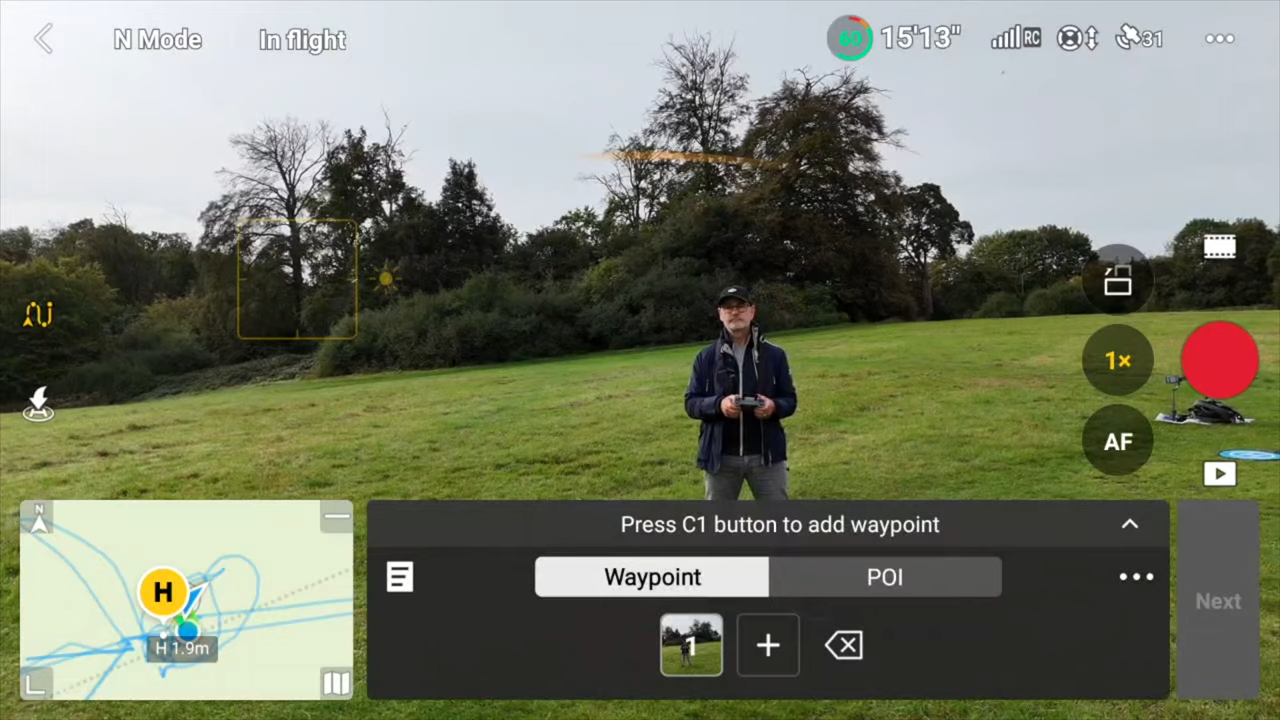 N Mode
In flight
60
15'13"
RC
31
1×
AF
N
H
H 1.9m
Press C1 button to add waypoint
Waypoint
POI
1
Next